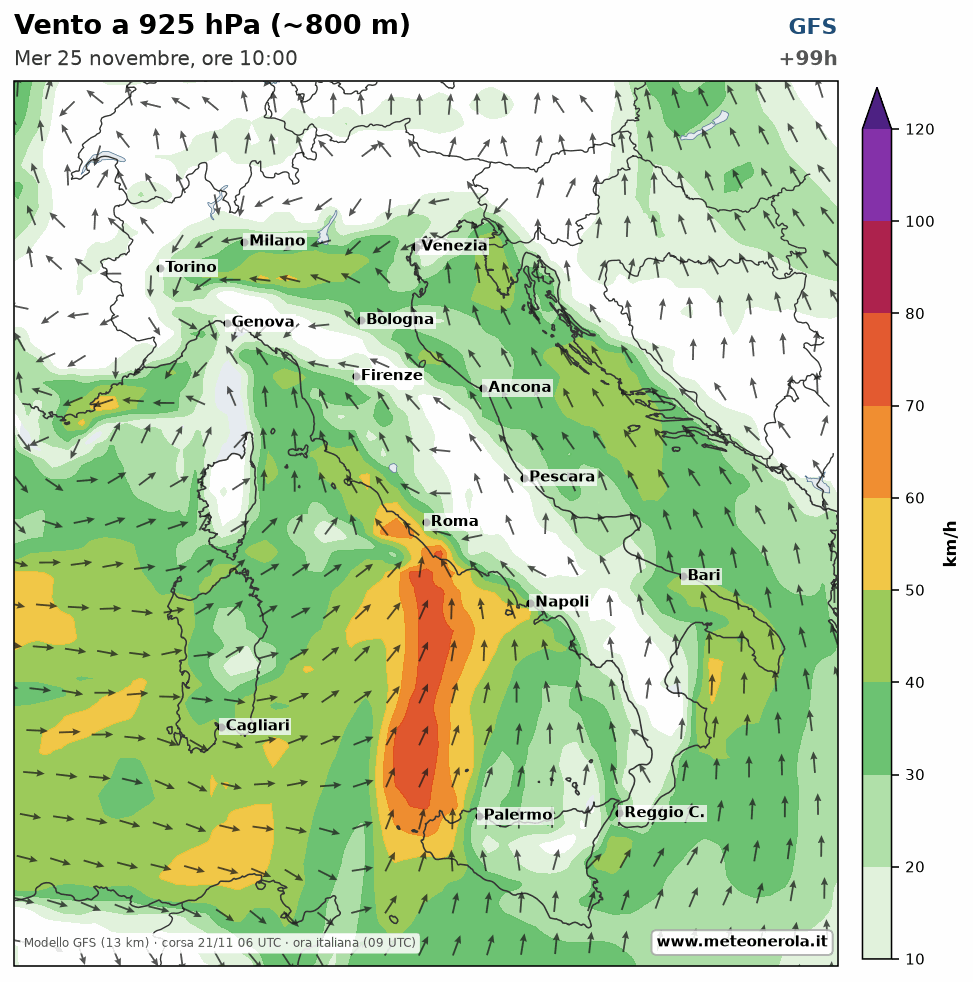 Vento a 925 hPa (~800 m)
GFS
Mer 25 novembre, ore 10:00
+99h
Milano
Venezia
Torino
Genova
Bologna
Firenze
Ancona
Pescara
Roma
Bari
Napoli
Cagliari
Palermo
Reggio C.
120
100
80
70
60
50
40
30
20
10
km/h
Modello GFS (13 km) · corsa 21/11 06 UTC · ora italiana (09 UTC)
www.meteonerola.it